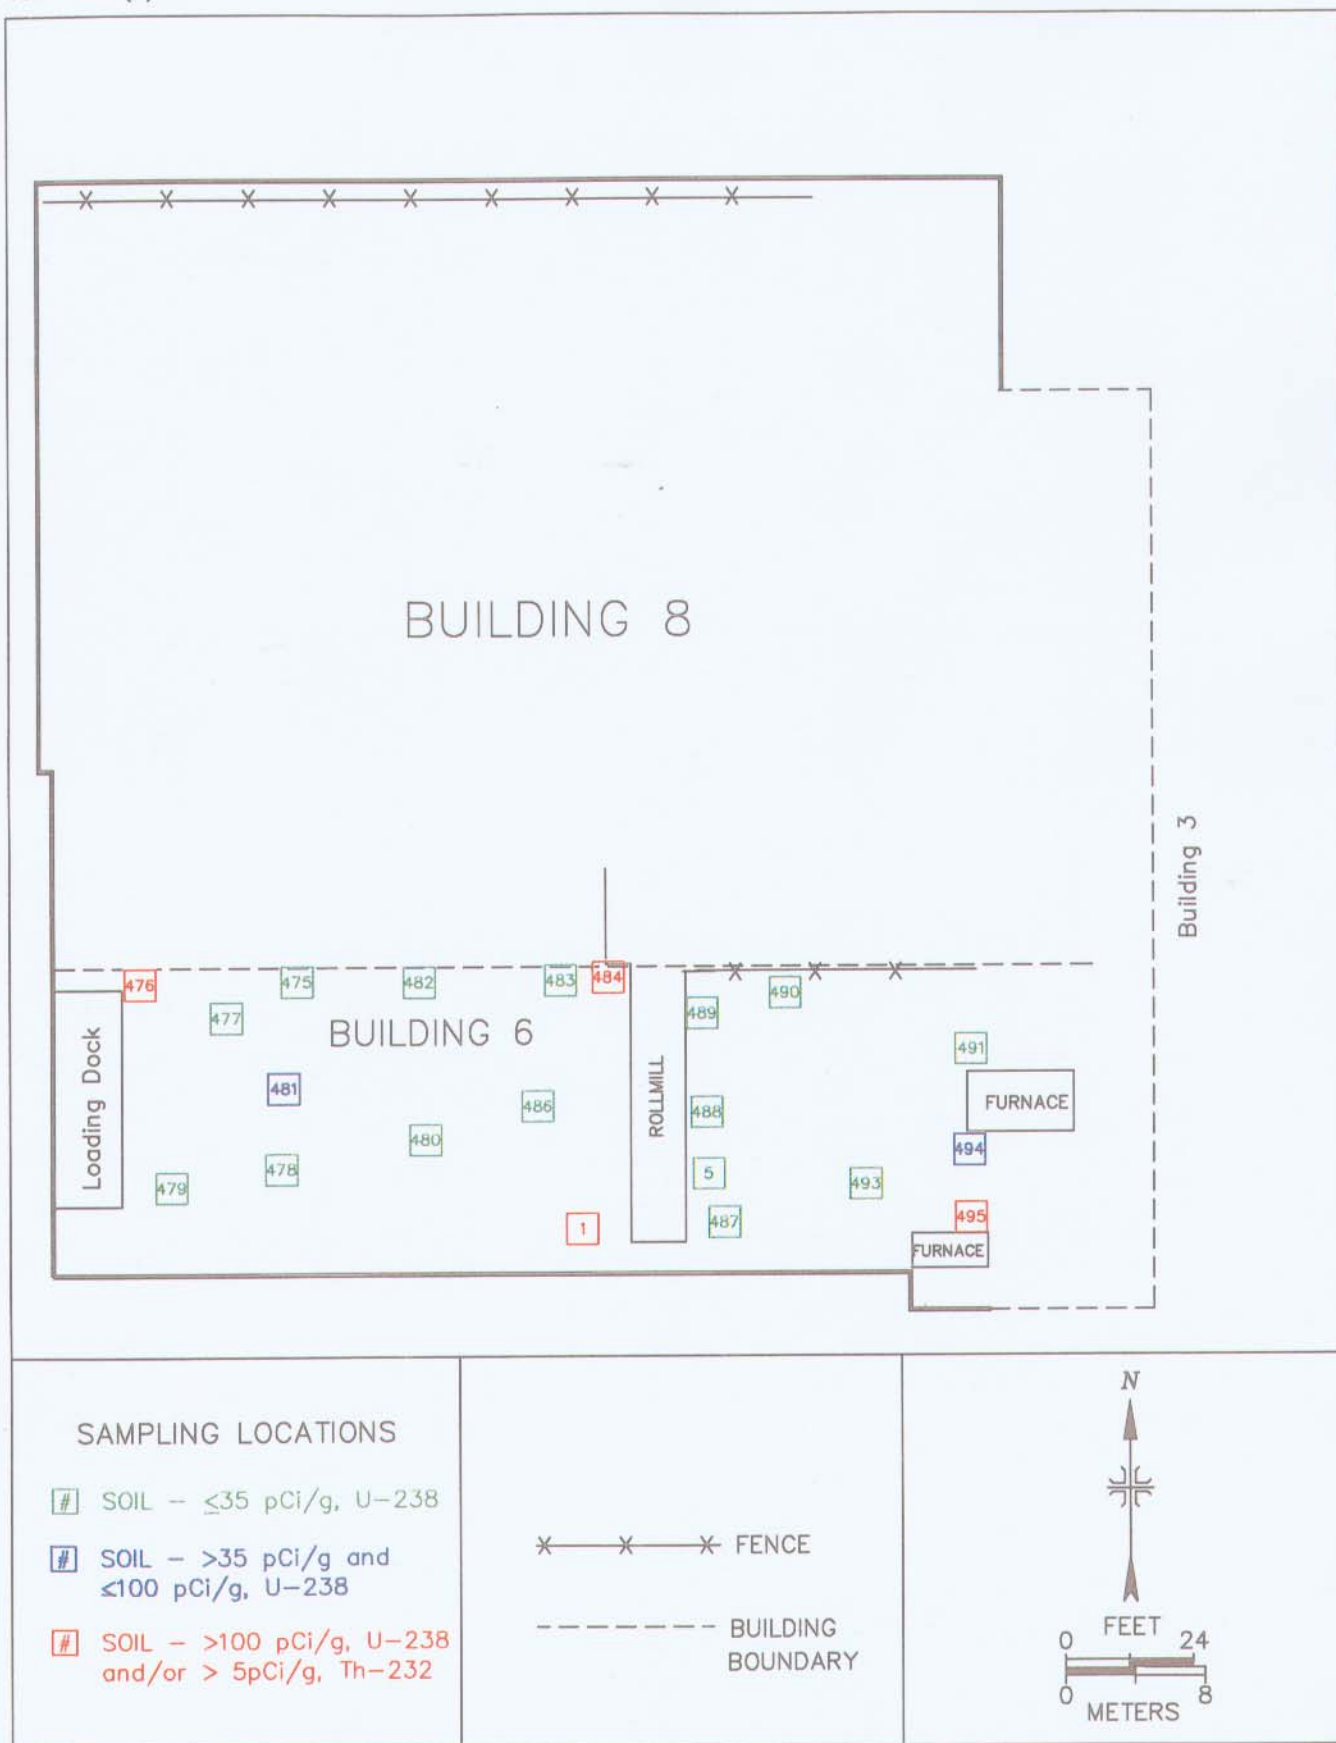 BUILDING 8
Building 3
476
475
482
483
484
477
BUILDING 6
489
490
491
Loading Dock
481
486
480
478
479
1
ROLLMILL
488
5
487
493
FURNACE
494
495
FURNACE
SAMPLING LOCATIONS
# SOIL – ≤35 pCi/g, U–238
# SOIL – >35 pCi/g and
≤100 pCi/g, U–238
# SOIL – >100 pCi/g, U–238
and/or > 5pCi/g, Th–232
FENCE
BUILDING
BOUNDARY
N
FEET
0 24
0 8
METERS